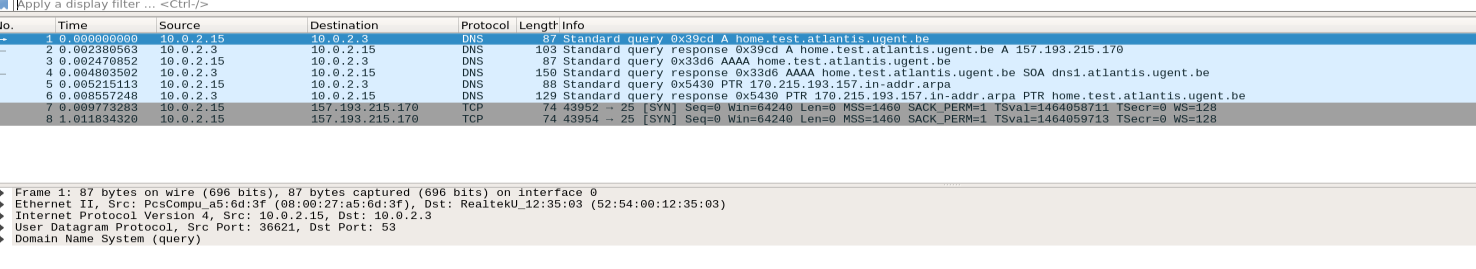 Apply a display filter ... <Ctrl-/>
No. Time Source Destination Protocol Length Info
1 0.000000000 10.0.2.15 10.0.2.3 DNS 87 Standard query 0x39cd A home.test.atlantis.ugent.be
2 0.002380563 10.0.2.3 10.0.2.15 DNS 103 Standard query response 0x39cd A home.test.atlantis.ugent.be A 157.193.215.170
3 0.002470852 10.0.2.15 10.0.2.3 DNS 87 Standard query 0x33d6 AAAA home.test.atlantis.ugent.be
4 0.004803502 10.0.2.3 10.0.2.15 DNS 150 Standard query response 0x33d6 AAAA home.test.atlantis.ugent.be SOA dns1.atlantis.ugent.be
5 0.005215113 10.0.2.15 10.0.2.3 DNS 88 Standard query 0x5430 PTR 170.215.193.157.in-addr.arpa
6 0.008557248 10.0.2.3 10.0.2.15 DNS 129 Standard query response 0x5430 PTR 170.215.193.157.in-addr.arpa PTR home.test.atlantis.ugent.be
7 0.009773283 10.0.2.15 157.193.215.170 TCP 74 43952 → 25 [SYN] Seq=0 Win=64240 Len=0 MSS=1460 SACK_PERM=1 TSval=1464058711 TSecr=0 WS=128
8 1.011834320 10.0.2.15 157.193.215.170 TCP 74 43954 → 25 [SYN] Seq=0 Win=64240 Len=0 MSS=1460 SACK_PERM=1 TSval=1464059713 TSecr=0 WS=128
Frame 1: 87 bytes on wire (696 bits), 87 bytes captured (696 bits) on interface 0
Ethernet II, Src: PcsCompu_a5:6d:3f (08:00:27:a5:6d:3f), Dst: RealtekU_12:35:03 (52:54:00:12:35:03)
Internet Protocol Version 4, Src: 10.0.2.15, Dst: 10.0.2.3
User Datagram Protocol, Src Port: 36621, Dst Port: 53
Domain Name System (query)